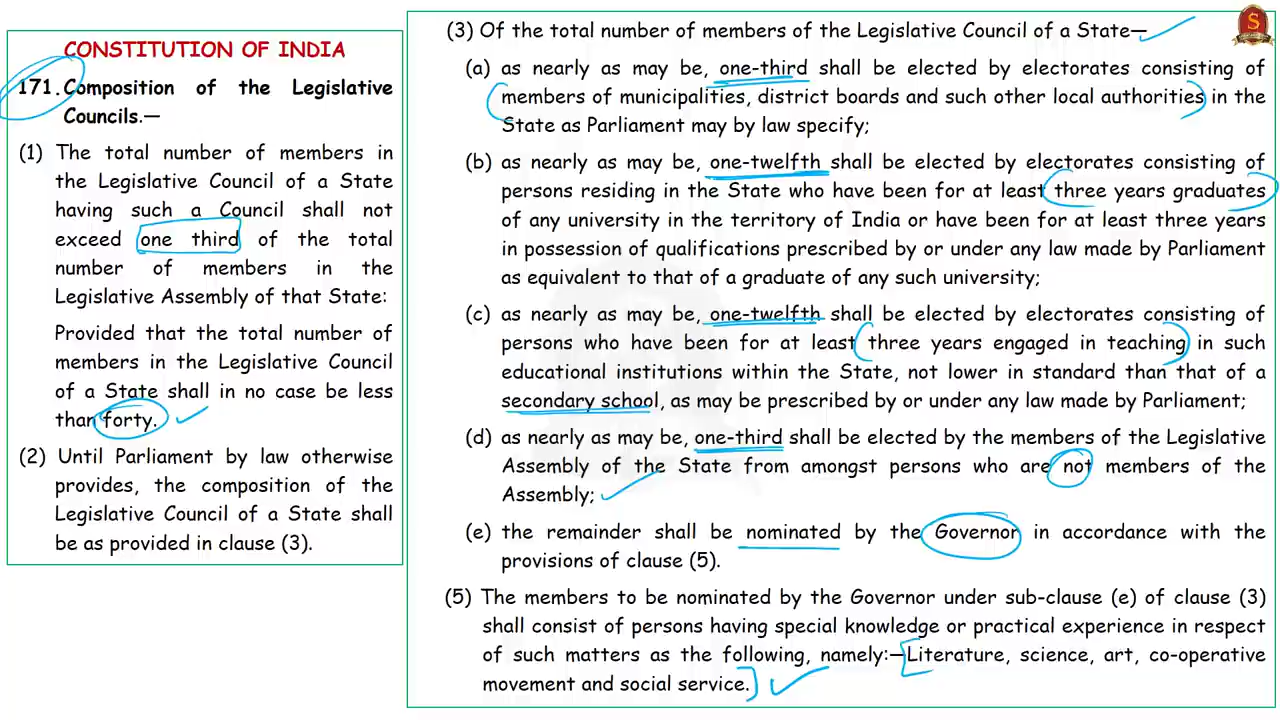 CONSTITUTION OF INDIA
171. Composition of the Legislative
Councils.—
(1) The total number of members in
the Legislative Council of a State
having such a Council shall not
exceed one third of the total
number of members in the
Legislative Assembly of that State:
Provided that the total number of
members in the Legislative Council
of a State shall in no case be less
than forty.
(2) Until Parliament by law otherwise
provides, the composition of the
Legislative Council of a State shall
be as provided in clause (3).
(3) Of the total number of members of the Legislative Council of a State—
(a) as nearly as may be, one-third shall be elected by electorates consisting of
members of municipalities, district boards and such other local authorities in the
State as Parliament may by law specify;
(b) as nearly as may be, one-twelfth shall be elected by electorates consisting of
persons residing in the State who have been for at least three years graduates
of any university in the territory of India or have been for at least three years
in possession of qualifications prescribed by or under any law made by Parliament
as equivalent to that of a graduate of any such university;
(c) as nearly as may be, one-twelfth shall be elected by electorates consisting of
persons who have been for at least three years engaged in teaching in such
educational institutions within the State, not lower in standard than that of a
secondary school, as may be prescribed by or under any law made by Parliament;
(d) as nearly as may be, one-third shall be elected by the members of the Legislative
Assembly of the State from amongst persons who are not members of the
Assembly;
(e) the remainder shall be nominated by the Governor in accordance with the
provisions of clause (5).
(5) The members to be nominated by the Governor under sub-clause (e) of clause (3)
shall consist of persons having special knowledge or practical experience in respect
of such matters as the following, namely:—Literature, science, art, co-operative
movement and social service.